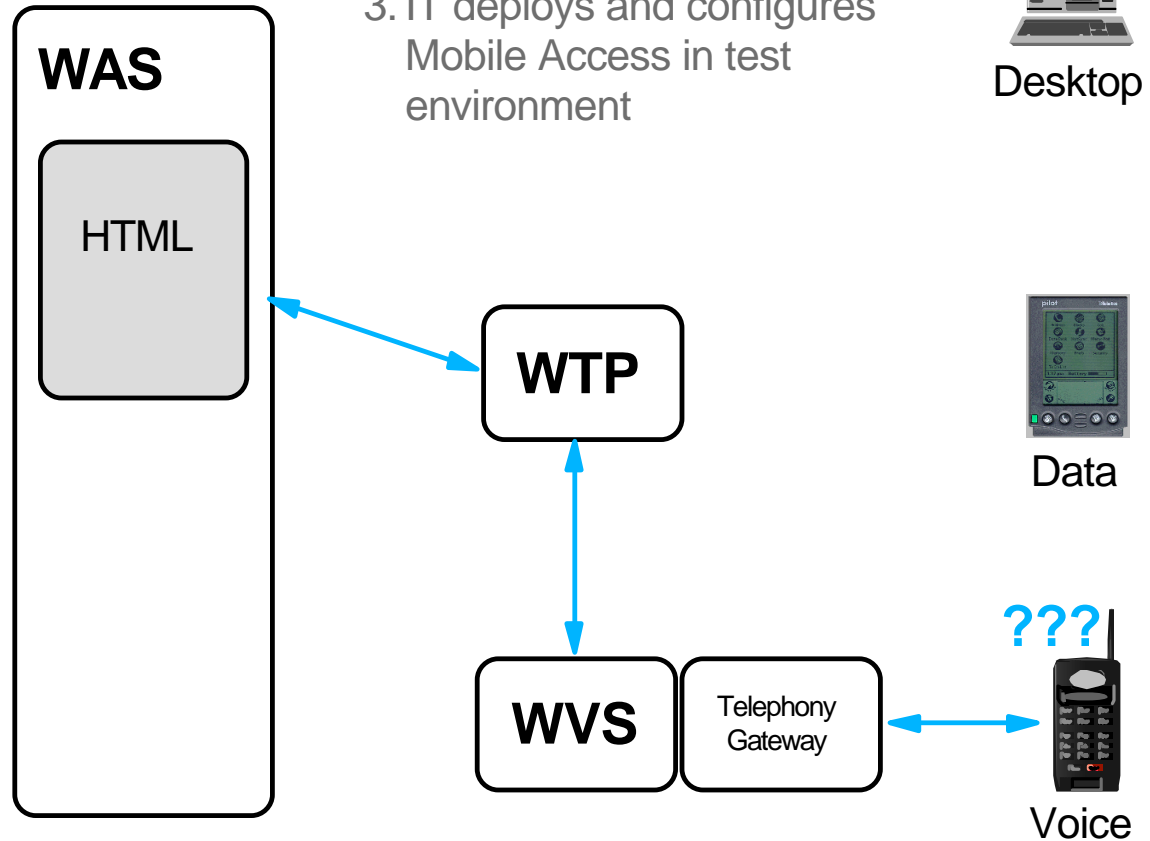 3. IT deploys and configures
Mobile Access in test
environment
WAS
HTML
Desktop
WTP
pilot
Data
???
WVS
Telephony
Gateway
Voice